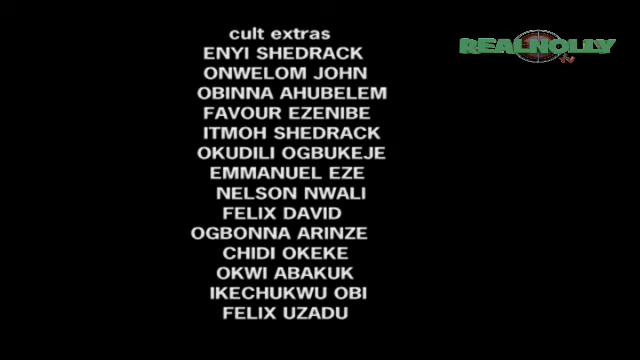 cult extras
ENYI SHEDRACK
ONWELOM JOHN
OBINNA AHUBELEM
FAVOUR EZENIBE
ITMOH SHEDRACK
OKUDILI OGBUKEJE
EMMANUEL EZE
NELSON NWALI
FELIX DAVID
OGBONNA ARINZE
CHIDI OKEKE
OKWI ABAKUK
IKECHUKWU OBI
FELIX UZADU
REALNOLLY
tv